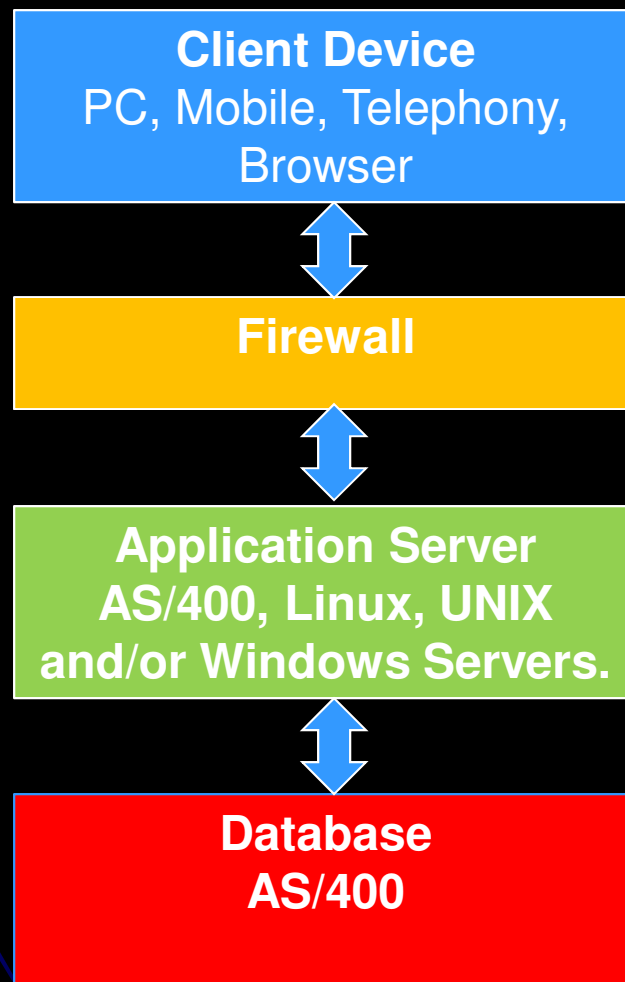 Client Device
PC, Mobile, Telephony,
Browser
Firewall
Application Server
AS/400, Linux, UNIX
and/or Windows Servers.
Database
AS/400